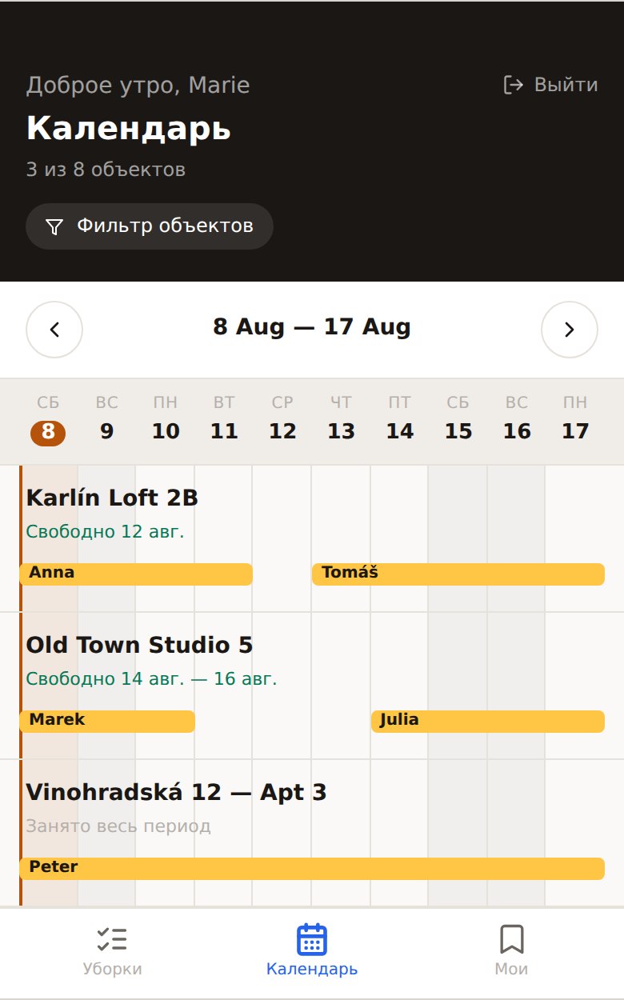 Доброе утро, Marie
Выйти
Календарь
3 из 8 объектов
Фильтр объектов
8 Aug — 17 Aug
СБ ВС ПН ВТ СР ЧТ ПТ СБ ВС ПН
8 9 10 11 12 13 14 15 16 17
Karlín Loft 2B
Свободно 12 авг.
Anna Tomáš
Old Town Studio 5
Свободно 14 авг. — 16 авг.
Marek Julia
Vinohradská 12 — Apt 3
Занято весь период
Peter
Уборки Календарь Мои